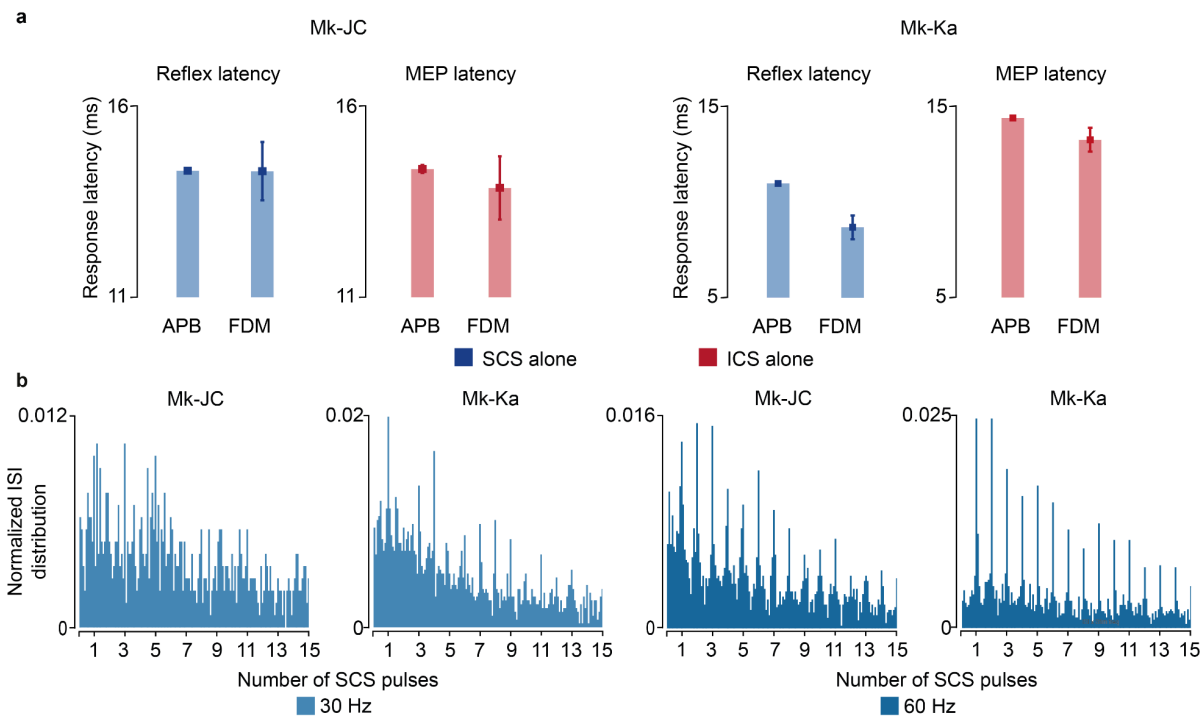 a
Mk-JC
Mk-Ka
Reflex latency
MEP latency
Reflex latency
MEP latency
Response latency (ms)
16
11
APB FDM
16
11
APB FDM
Response latency (ms)
15
5
APB FDM
15
5
APB FDM
SCS alone
ICS alone
b
Mk-JC
Mk-Ka
Mk-JC
Mk-Ka
Normalized ISI
distribution
0.012
0
1 3 5 7 9 11 13 15
0.02
0
1 3 5 7 9 11 13 15
0.016
0
1 3 5 7 9 11 13 15
0.025
0
1 3 5 7 9 11 13 15
Number of SCS pulses
Number of SCS pulses
30 Hz
60 Hz